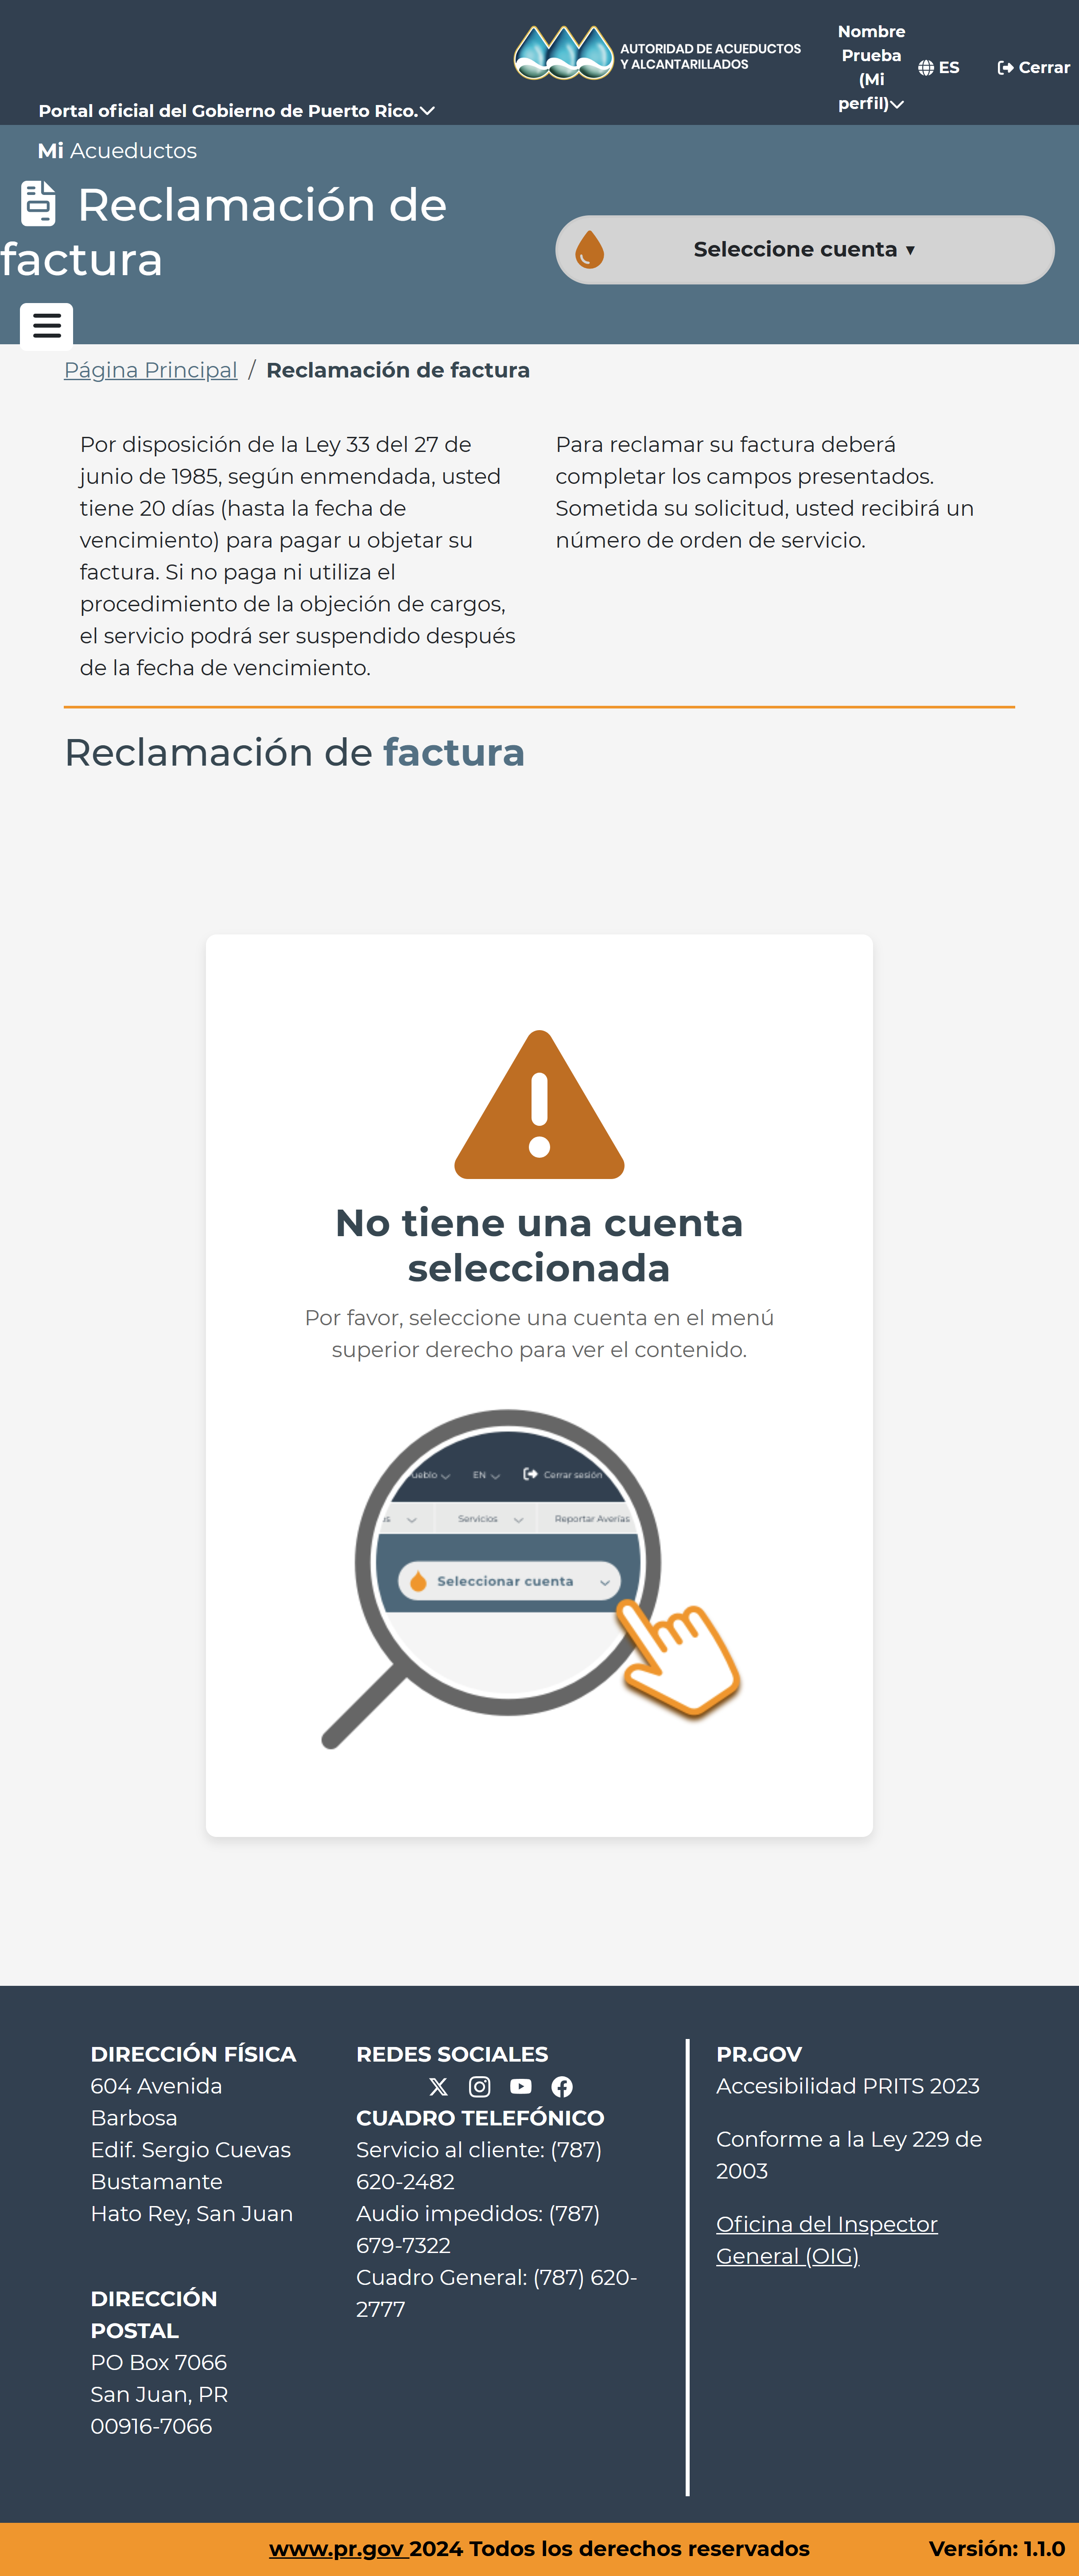 AUTORIDAD DE ACUEDUCTOS
Y ALCANTARILLADOS
Nombre
Prueba
(Mi
perfil)
ES
Cerrar
Portal oficial del Gobierno de Puerto Rico.
Mi Acueductos
Reclamación de
factura
Seleccione cuenta ▼
Página Principal / Reclamación de factura
Por disposición de la Ley 33 del 27 de
junio de 1985, según enmendada, usted
tiene 20 días (hasta la fecha de
vencimiento) para pagar u objetar su
factura. Si no paga ni utiliza el
procedimiento de la objeción de cargos,
el servicio podrá ser suspendido después
de la fecha de vencimiento.
Para reclamar su factura deberá
completar los campos presentados.
Sometida su solicitud, usted recibirá un
número de orden de servicio.
Reclamación de factura
No tiene una cuenta
seleccionada
Por favor, seleccione una cuenta en el menú
superior derecho para ver el contenido.
ueblo
EN
Cerrar sesión
os
Servicios
Reportar Averías
Seleccionar cuenta
DIRECCIÓN FÍSICA
604 Avenida
Barbosa
Edif. Sergio Cuevas
Bustamante
Hato Rey, San Juan
DIRECCIÓN
POSTAL
PO Box 7066
San Juan, PR
00916-7066
REDES SOCIALES
CUADRO TELEFÓNICO
Servicio al cliente: (787)
620-2482
Audio impedidos: (787)
679-7322
Cuadro General: (787) 620-
2777
PR.GOV
Accesibilidad PRITS 2023
Conforme a la Ley 229 de
2003
Oficina del Inspector
General (OIG)
www.pr.gov 2024 Todos los derechos reservados
Versión: 1.1.0